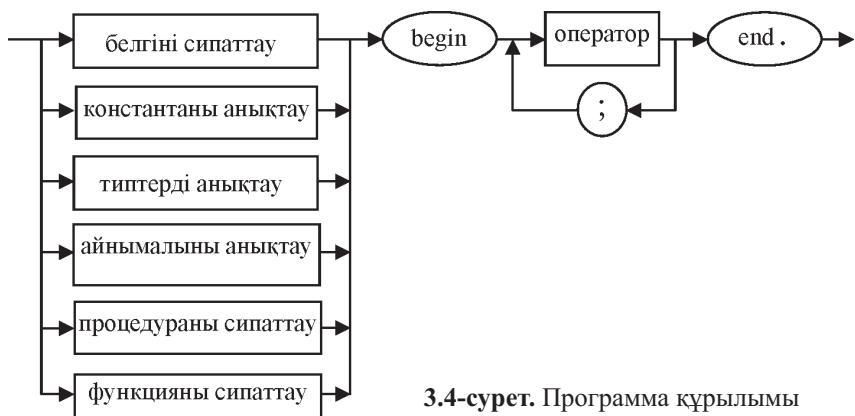 белгіні сипаттау
begin
оператор
end.
;
константаны анықтау
типтерді анықтау
айнымалыны анықтау
процедураны сипаттау
функцияны сипаттау
3.4-сурет. Программа құрылымы